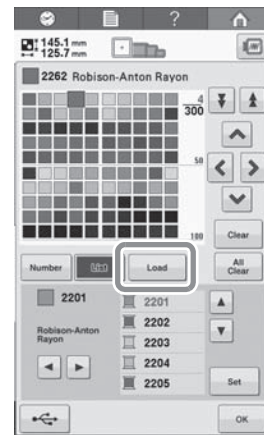 ?
145.1 mm
125.7 mm
2262 Robison-Anton Rayon
4
300
50
100
Clear
Number
List
Load
All
Clear
2201
2201
2202
Robison-Anton
Rayon
2203
2204
2205
Set
OK